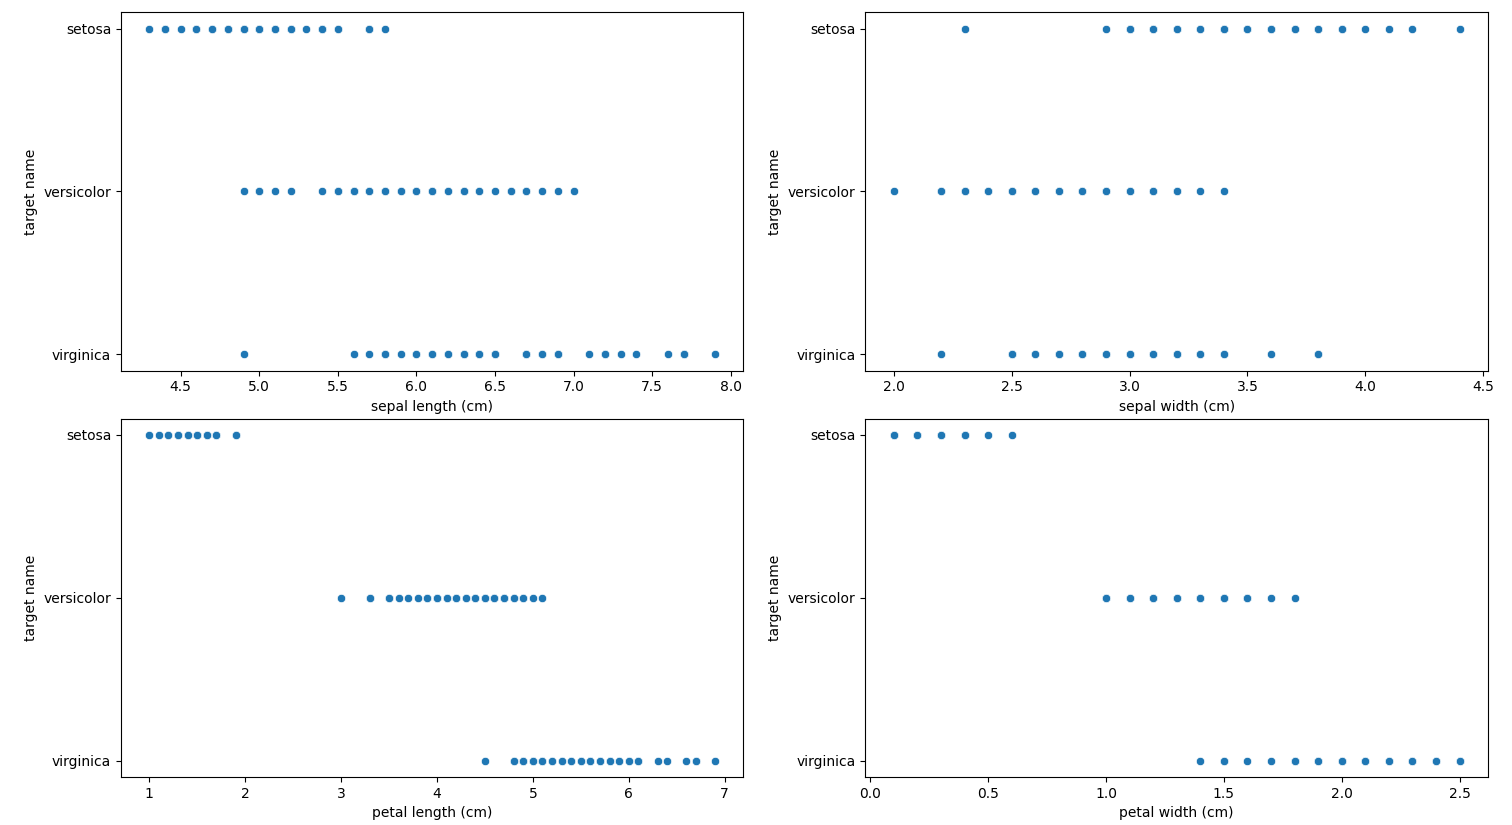 setosa
versicolor
virginica
target name
4.5 5.0 5.5 6.0 6.5 7.0 7.5 8.0
sepal length (cm)
setosa
versicolor
virginica
target name
2.0 2.5 3.0 3.5 4.0 4.5
sepal width (cm)
setosa
versicolor
virginica
target name
1 2 3 4 5 6 7
petal length (cm)
setosa
versicolor
virginica
target name
0.0 0.5 1.0 1.5 2.0 2.5
petal width (cm)